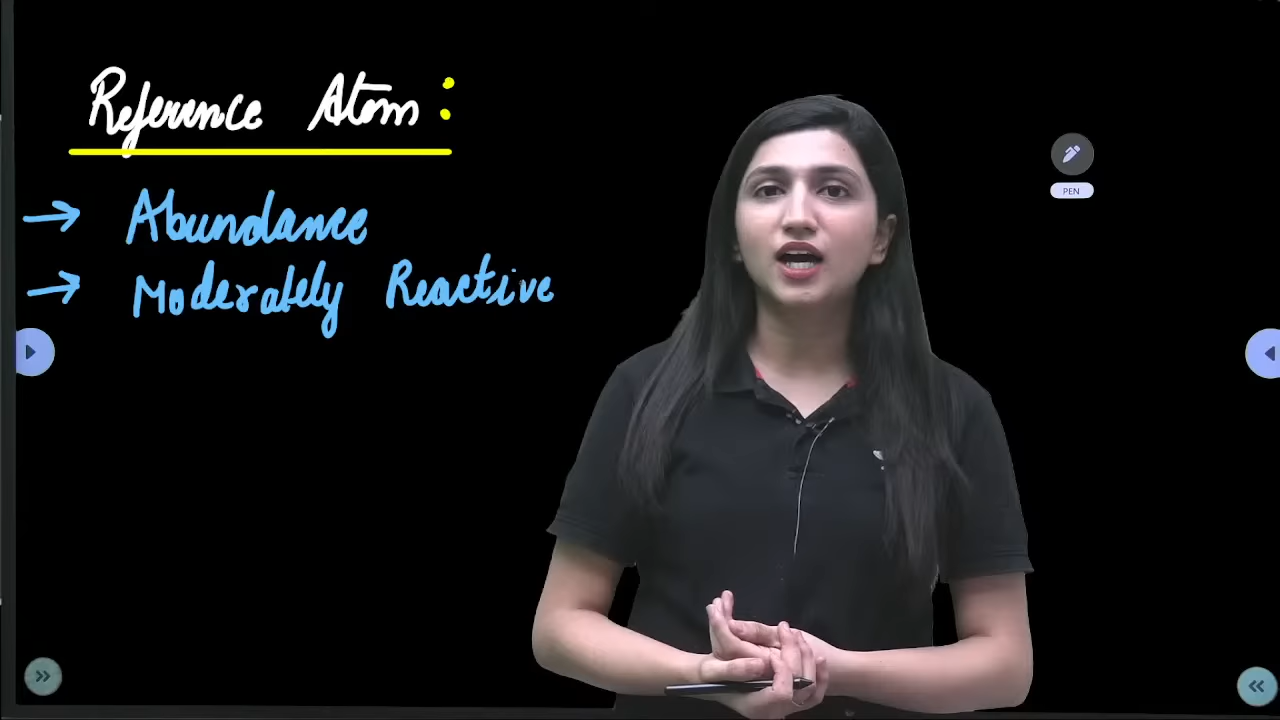 Reference Atom :
→ Abundance
→ Moderately Reactive
PEN